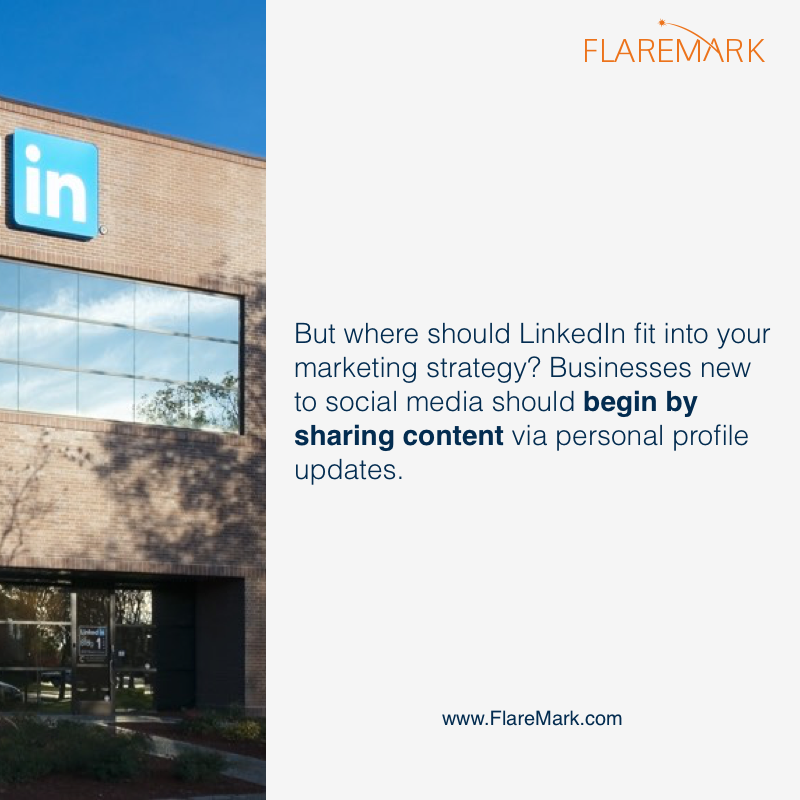 FLAREMARK
in
But where should LinkedIn fit into your
marketing strategy? Businesses new
to social media should begin by
sharing content via personal profile
updates.
LinkedIn
1
www.FlareMark.com